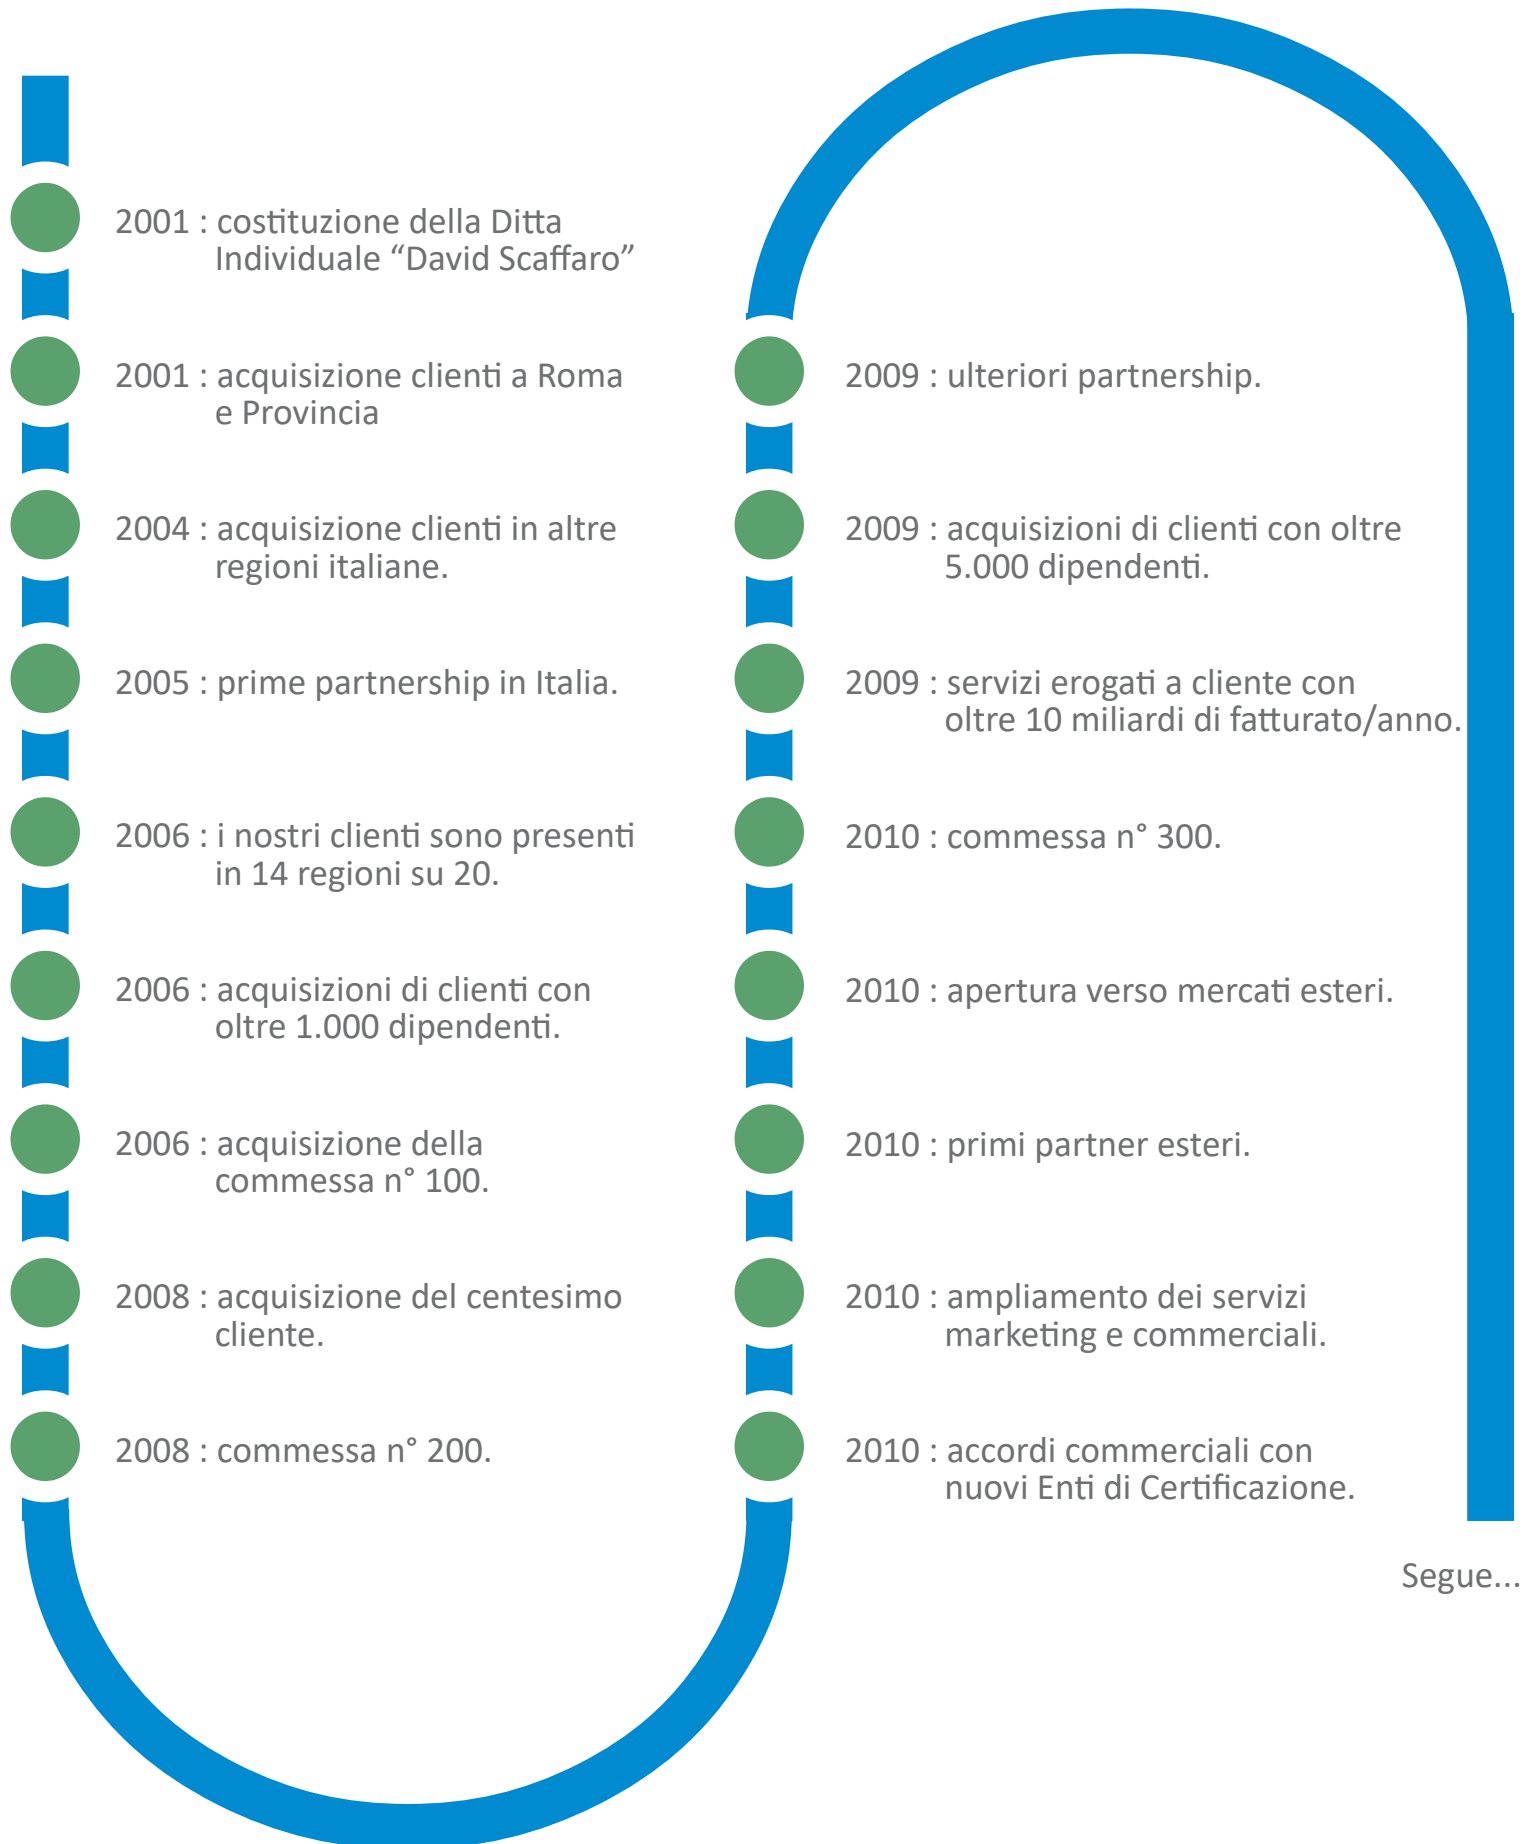 2001 : costituzione della Ditta
Individuale “David Scaffaro”
2001 : acquisizione clienti a Roma
e Provincia
2004 : acquisizione clienti in altre
regioni italiane.
2005 : prime partnership in Italia.
2006 : i nostri clienti sono presenti
in 14 regioni su 20.
2006 : acquisizioni di clienti con
oltre 1.000 dipendenti.
2006 : acquisizione della
commessa n° 100.
2008 : acquisizione del centesimo
cliente.
2008 : commessa n° 200.
2009 : ulteriori partnership.
2009 : acquisizioni di clienti con oltre
5.000 dipendenti.
2009 : servizi erogati a cliente con
oltre 10 miliardi di fatturato/anno.
2010 : commessa n° 300.
2010 : apertura verso mercati esteri.
2010 : primi partner esteri.
2010 : ampliamento dei servizi
marketing e commerciali.
2010 : accordi commerciali con
nuovi Enti di Certificazione.
Segue...